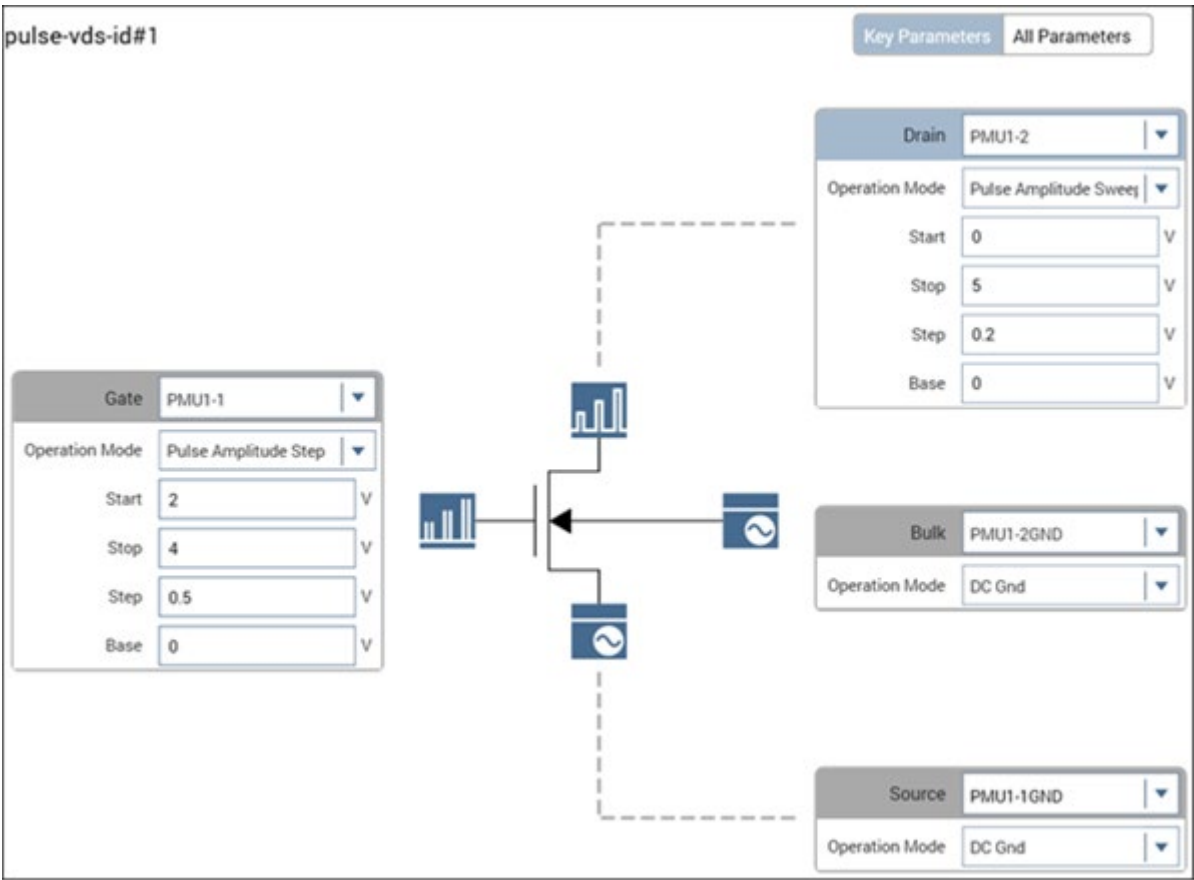 pulse-vds-id#1
Key Parameters All Parameters
Drain PMU1-2
Operation Mode Pulse Amplitude Sweep
Start 0 V
Stop 5 V
Step 0.2 V
Base 0 V
Gate PMU1-1
Operation Mode Pulse Amplitude Step
Start 2 V
Stop 4 V
Step 0.5 V
Base 0 V
Bulk PMU1-2GND
Operation Mode DC Gnd
Source PMU1-1GND
Operation Mode DC Gnd